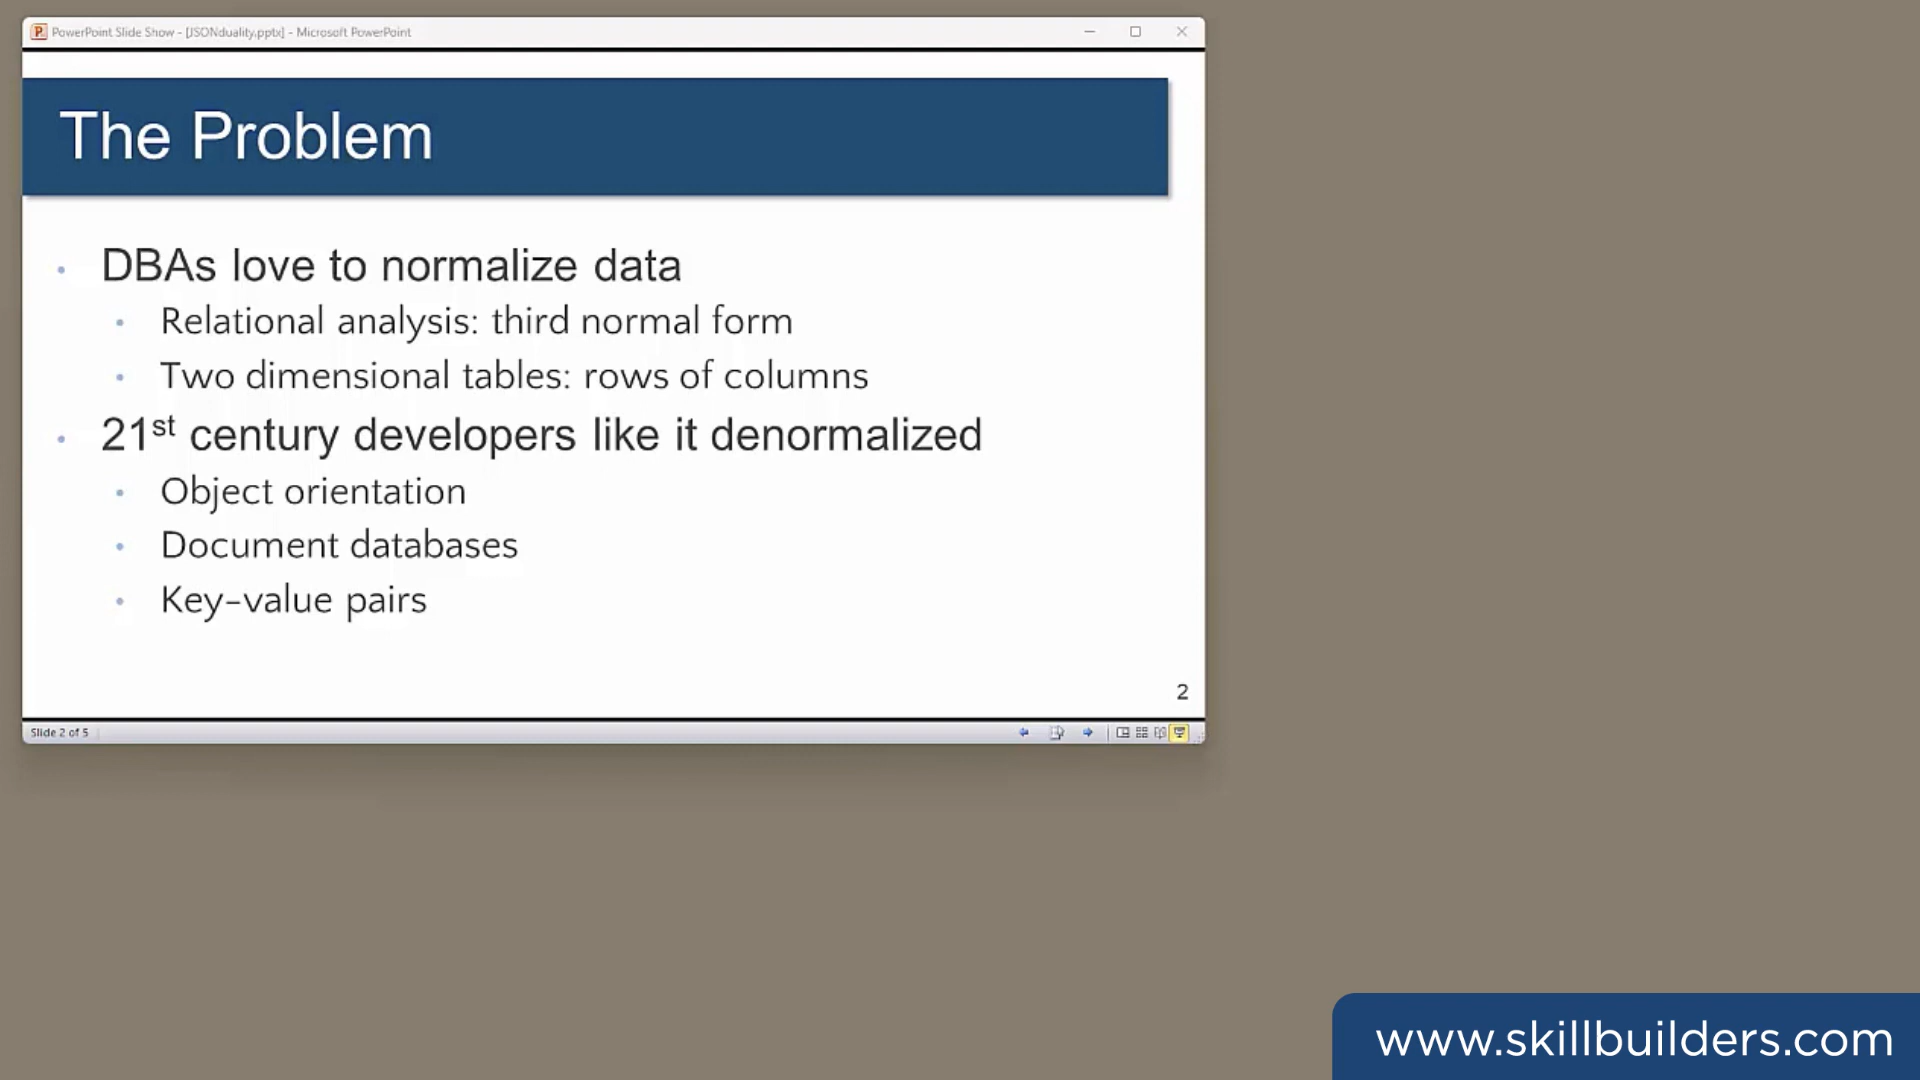 PowerPoint Slide Show - [JSONduality.pptx] - Microsoft PowerPoint
The Problem
DBAs love to normalize data
Relational analysis: third normal form
Two dimensional tables: rows of columns
21st century developers like it denormalized
Object orientation
Document databases
Key-value pairs
2
Slide 2 of 5
www.skillbuilders.com